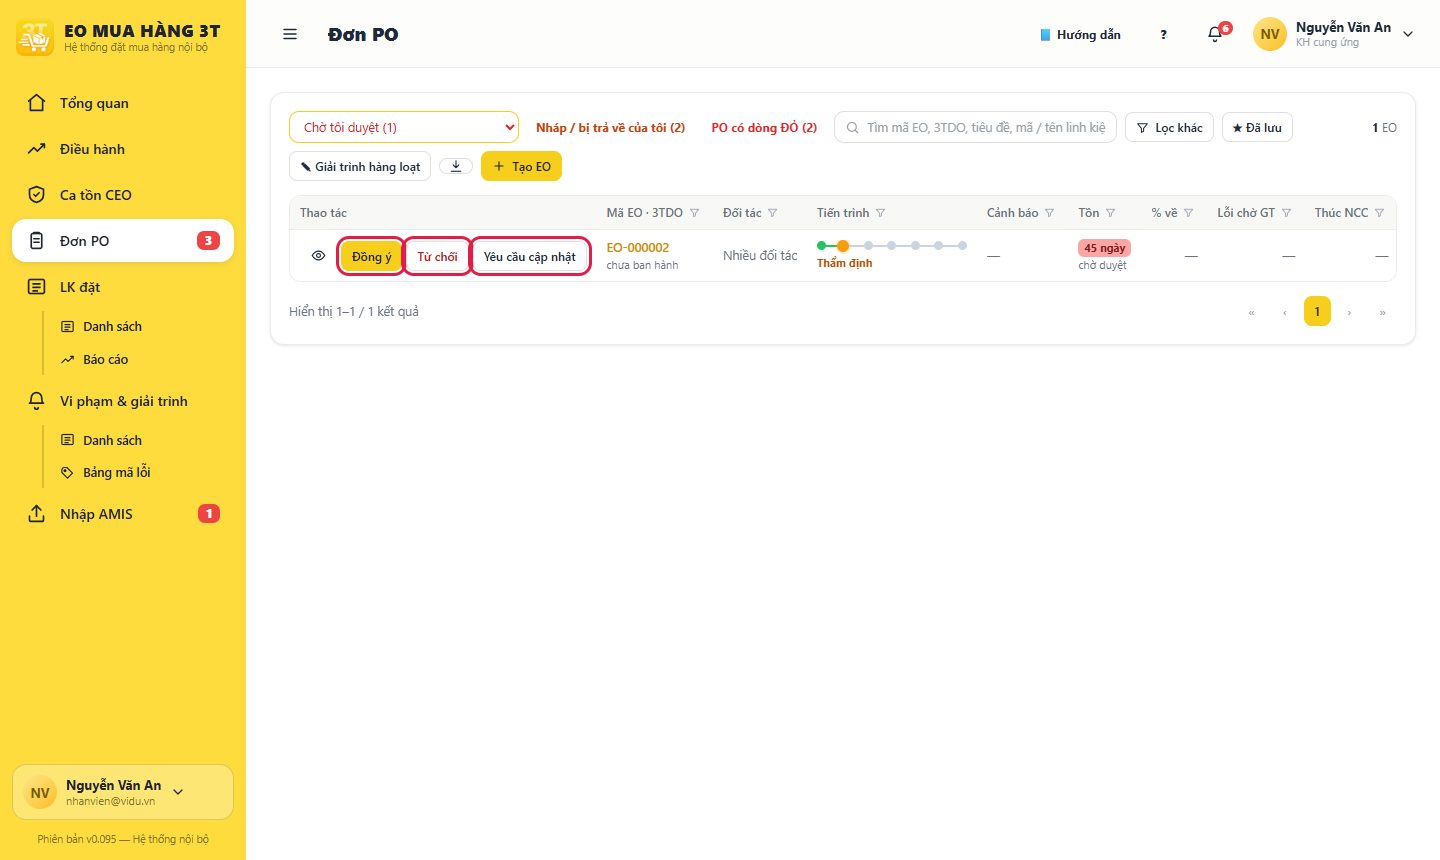 3T
EO MUA HÀNG 3T
Hệ thống đặt mua hàng nội bộ
Tổng quan
Điều hành
Ca tồn CEO
Đơn PO 3
LK đặt
Danh sách
Báo cáo
Vi phạm & giải trình
Danh sách
Bảng mã lỗi
Nhập AMIS 1
NV Nguyễn Văn An
nhanvien@vidu.vn
Phiên bản v0.095 — Hệ thống nội bộ
Đơn PO
Hướng dẫn ? 6 NV Nguyễn Văn An
KH cung ứng
Chờ tôi duyệt (1) Nháp / bị trả về của tôi (2) PO có dòng ĐỎ (2) Tìm mã EO, 3TDO, tiêu đề, mã / tên linh kiệ Lọc khác ★ Đã lưu 1 EO
Giải trình hàng loạt + Tạo EO
Thao tác Mã EO · 3TDO Đối tác Tiến trình Cảnh báo Tồn % về Lỗi chờ GT Thúc NCC
Đồng ý Từ chối Yêu cầu cập nhật EO-000002 Nhiều đối tác — 45 ngày — — —
chưa ban hành Thẩm định chờ duyệt
Hiển thị 1–1 / 1 kết quả « ‹ 1 › »